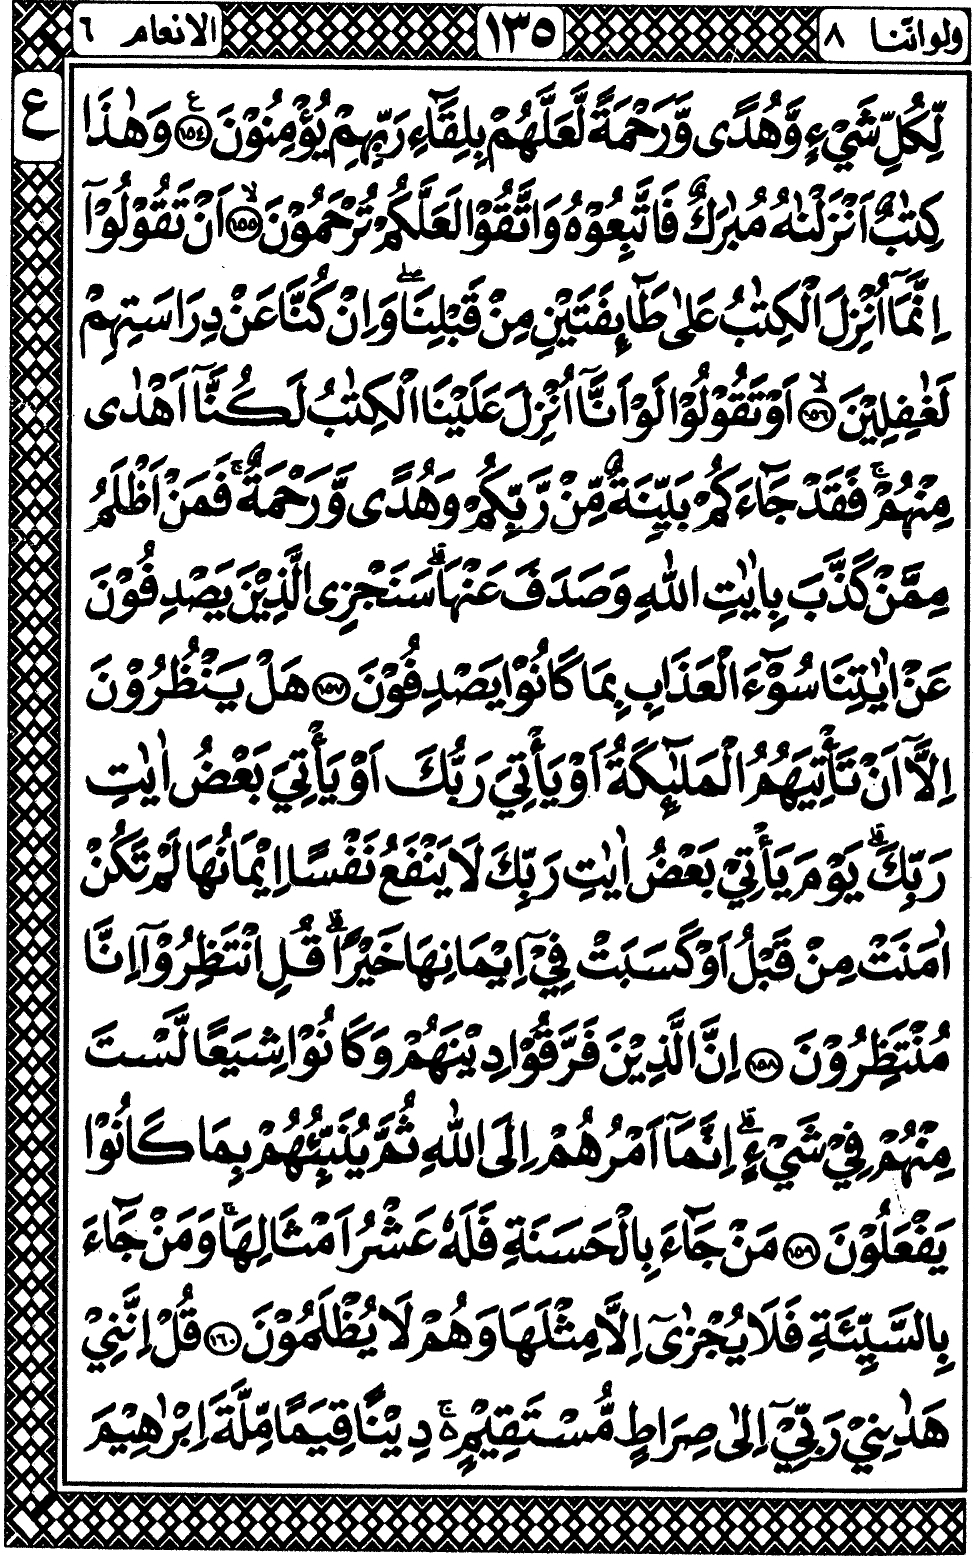 ولواننا ٨
١٣٥
الانعام ٦
ع
لِّكُلِّ شَیْءٍ وَّهُدًی وَّرَحْمَةً لَّعَلَّهُمْ بِلِقَآءِ رَبِّهِمْ یُؤْمِنُوْنَ ﴿١٥٤﴾ؑ وَهٰذَا
كِتٰبٌ اَنْزَلْنٰهُ مُبٰرَكٌ فَاتَّبِعُوْهُ وَاتَّقُوْا لَعَلَّكُمْ تُرْحَمُوْنَ ﴿١٥٥﴾ۙ اَنْ تَقُوْلُوْۤا
اِنَّمَاۤ اُنْزِلَ الْكِتٰبُ عَلٰی طَآىِٕفَتَیْنِ مِنْ قَبْلِنَا۪ وَاِنْ كُنَّا عَنْ دِرَاسَتِهِمْ
لَغٰفِلِیْنَ ﴿١٥٦﴾ۙ اَوْ تَقُوْلُوْا لَوْ اَنَّاۤ اُنْزِلَ عَلَیْنَا الْكِتٰبُ لَكُنَّاۤ اَهْدٰی
مِنْهُمْ ۚ فَقَدْ جَآءَكُمْ بَیِّنَةٌ مِّنْ رَّبِّكُمْ وَهُدًی وَّرَحْمَةٌ ۚ فَمَنْ اَظْلَمُ
مِمَّنْ كَذَّبَ بِاٰیٰتِ اللّٰهِ وَصَدَفَ عَنْهَا ؕ سَنَجْزِی الَّذِیْنَ یَصْدِفُوْنَ
عَنْ اٰیٰتِنَا سُوْٓءَ الْعَذَابِ بِمَا كَانُوْا یَصْدِفُوْنَ ﴿١٥٧﴾ هَلْ یَنْظُرُوْنَ
اِلَّاۤ اَنْ تَاْتِیَهُمُ الْمَلٰٓىِٕكَةُ اَوْ یَاْتِیَ رَبُّكَ اَوْ یَاْتِیَ بَعْضُ اٰیٰتِ
رَبِّكَ ؕ یَوْمَ یَاْتِیْ بَعْضُ اٰیٰتِ رَبِّكَ لَا یَنْفَعُ نَفْسًا اِیْمَانُهَا لَمْ تَكُنْ
اٰمَنَتْ مِنْ قَبْلُ اَوْ كَسَبَتْ فِیْۤ اِیْمَانِهَا خَیْرًا ؕ قُلِ انْتَظِرُوْۤا اِنَّا
مُنْتَظِرُوْنَ ﴿١٥٨﴾ اِنَّ الَّذِیْنَ فَرَّقُوْا دِیْنَهُمْ وَكَانُوْا شِیَعًا لَّسْتَ
مِنْهُمْ فِیْ شَیْءٍ ؕ اِنَّمَاۤ اَمْرُهُمْ اِلَی اللّٰهِ ثُمَّ یُنَبِّئُهُمْ بِمَا كَانُوْا
یَفْعَلُوْنَ ﴿١٥٩﴾ مَنْ جَآءَ بِالْحَسَنَةِ فَلَهٗ عَشْرُ اَمْثَالِهَا ۚ وَمَنْ جَآءَ
بِالسَّیِّئَةِ فَلَا یُجْزٰۤی اِلَّا مِثْلَهَا وَهُمْ لَا یُظْلَمُوْنَ ﴿١٦٠﴾ قُلْ اِنَّنِیْ
هَدٰىنِیْ رَبِّیْۤ اِلٰی صِرَاطٍ مُّسْتَقِیْمٍ ۚ۬ دِیْنًا قِیَمًا مِّلَّةَ اِبْرٰهِیْمَ